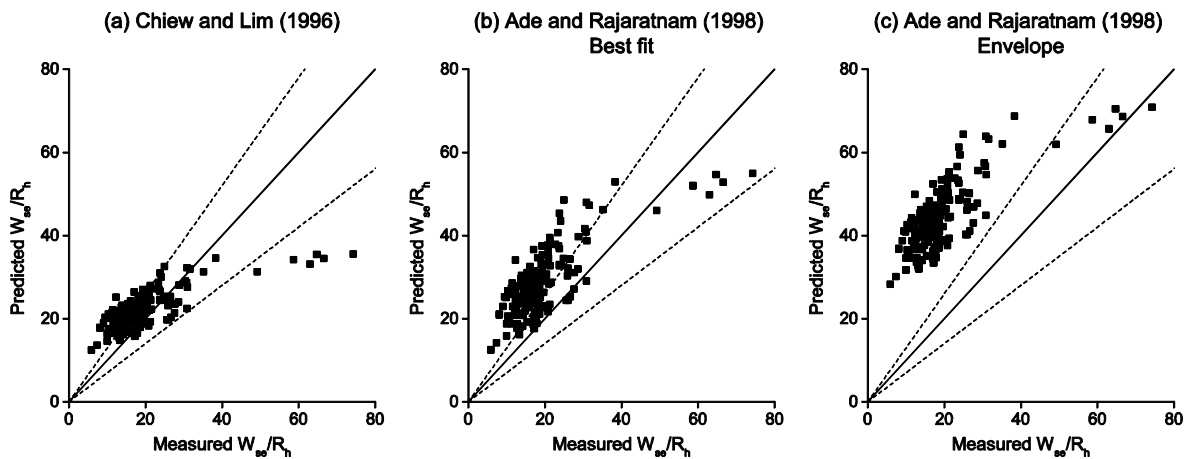 (a) Chiew and Lim (1996)
(b) Ade and Rajaratnam (1998)
Best fit
(c) Ade and Rajaratnam (1998)
Envelope
Predicted Wse/Rh
80
60
40
20
0
0 20 40 60 80
Measured Wse/Rh
Predicted Wse/Rh
80
60
40
20
0
0 20 40 60 80
Measured Wse/Rh
Predicted Wse/Rh
80
60
40
20
0
0 20 40 60 80
Measured Wse/Rh